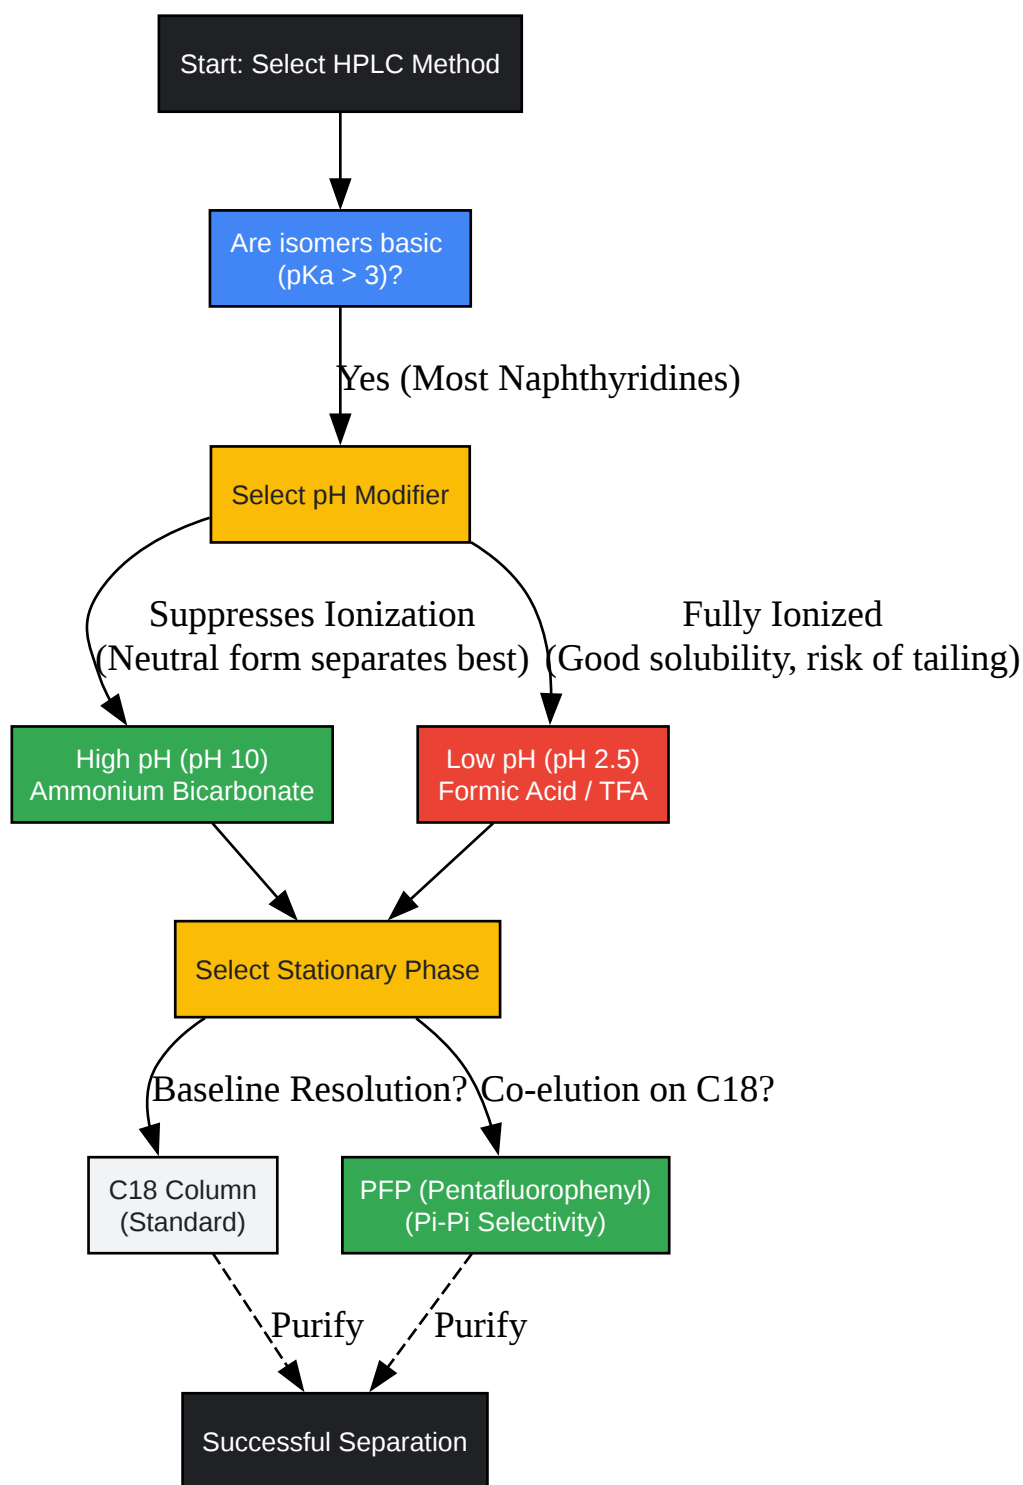 Start: Select HPLC Method
Are isomers basic
(pKa > 3)?
Yes (Most Naphthyridines)
Select pH Modifier
Suppresses Ionization
(Neutral form separates best)
Fully Ionized
(Good solubility, risk of tailing)
High pH (pH 10)
Ammonium Bicarbonate
Low pH (pH 2.5)
Formic Acid / TFA
Select Stationary Phase
Baseline Resolution?
Co-elution on C18?
C18 Column
(Standard)
PFP (Pentafluorophenyl)
(Pi-Pi Selectivity)
Purify
Purify
Successful Separation